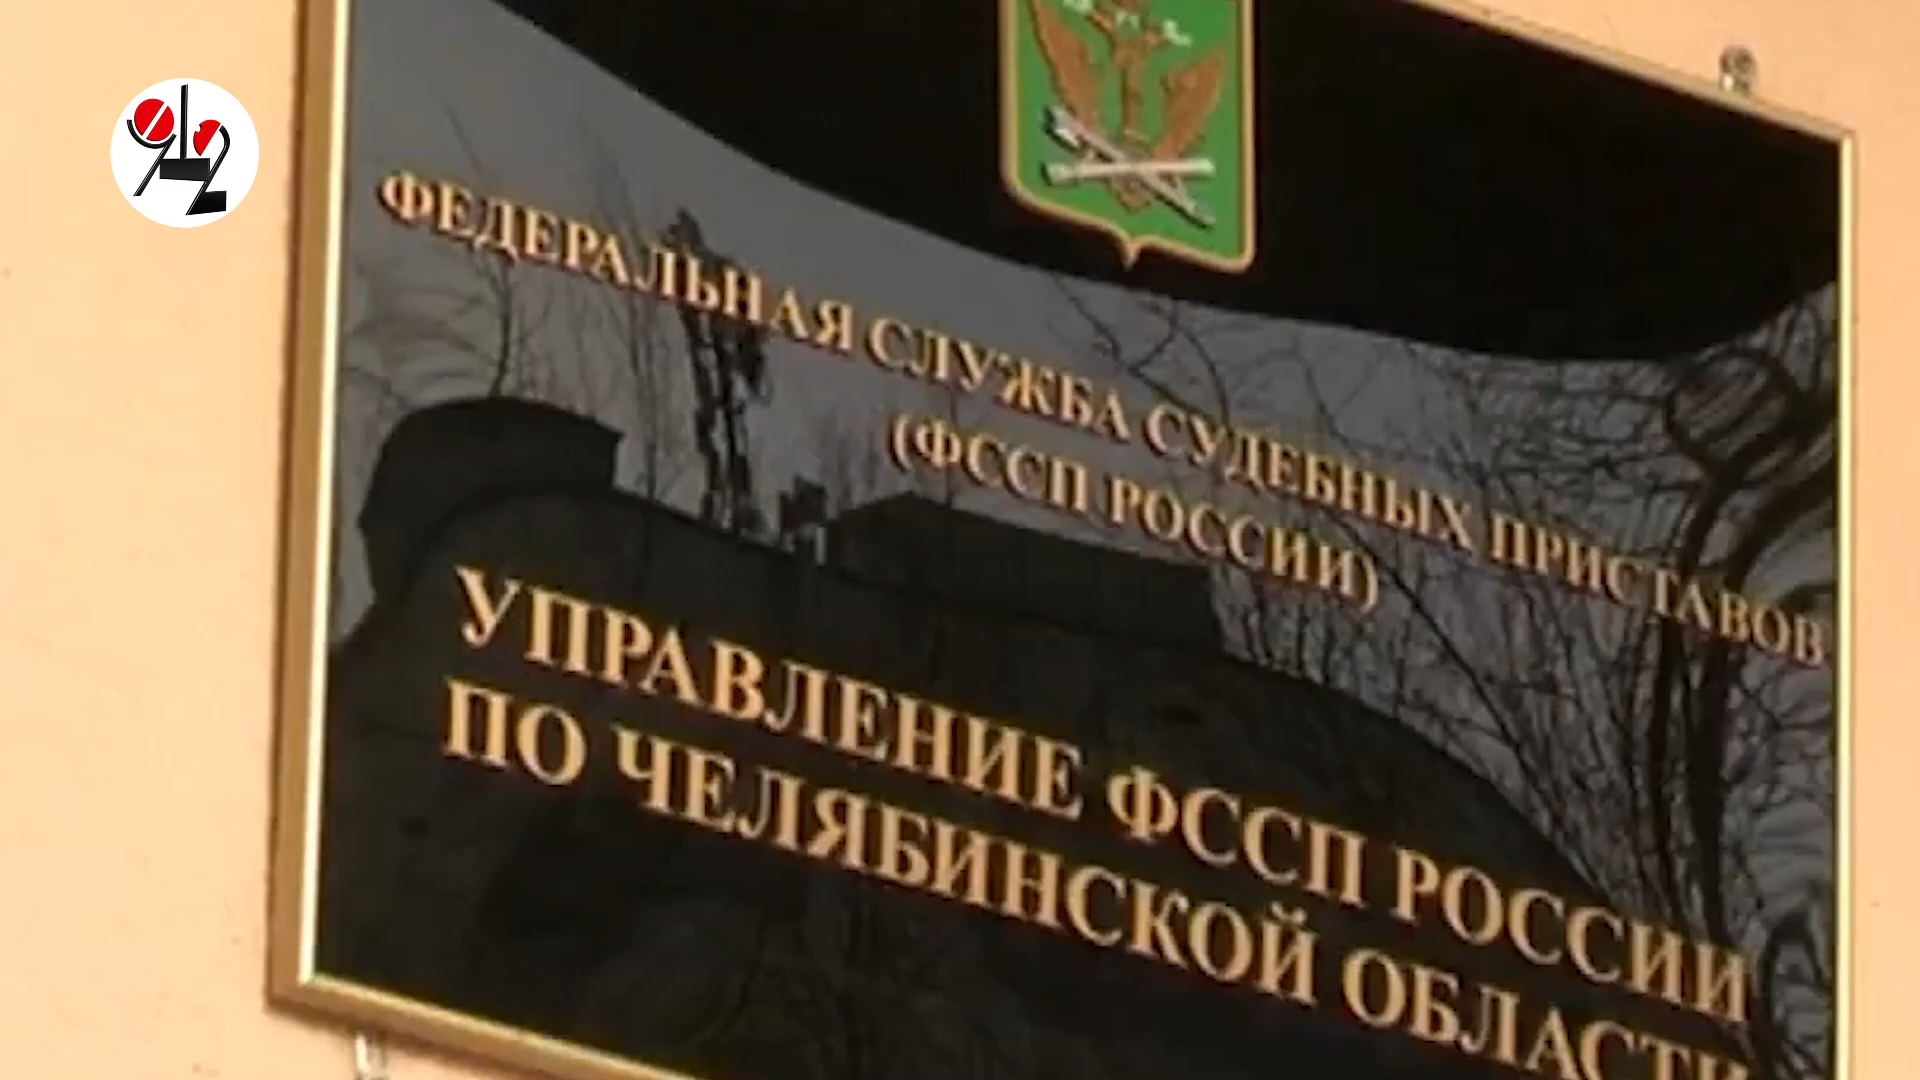 ФЕДЕРАЛЬНАЯ СЛУЖБА СУДЕБНЫХ ПРИСТАВОВ
(ФССП РОССИИ)
УПРАВЛЕНИЕ ФССП РОССИИ
ПО ЧЕЛЯБИНСКОЙ ОБЛАСТИ